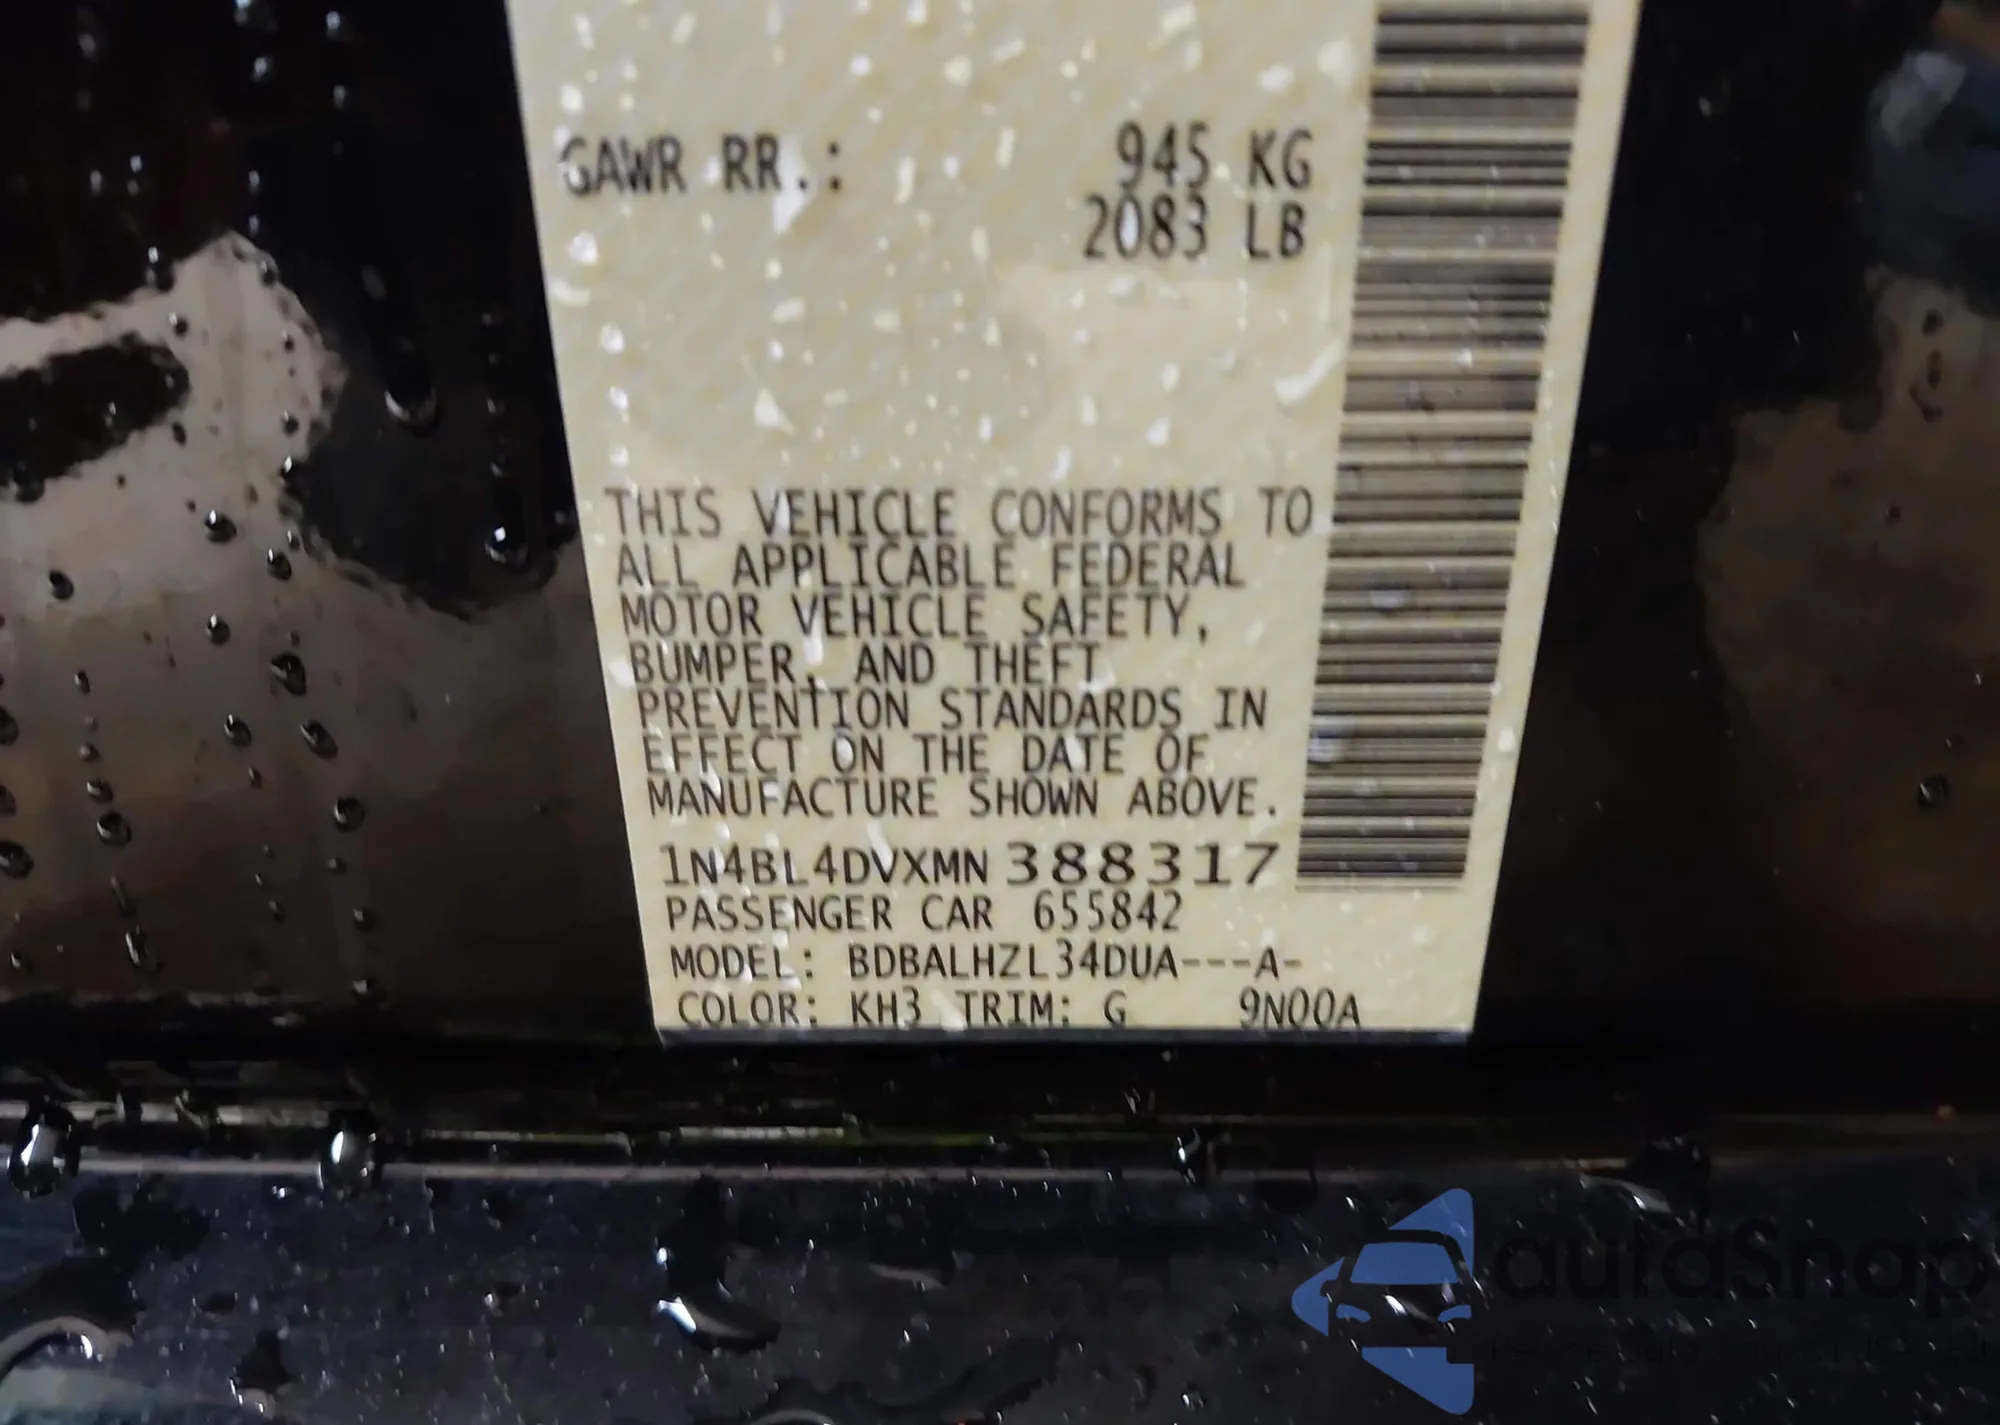 GAWR RR.: 945 KG
2083 LB
THIS VEHICLE CONFORMS TO
ALL APPLICABLE FEDERAL
MOTOR VEHICLE SAFETY,
BUMPER, AND THEFT
PREVENTION STANDARDS IN
EFFECT ON THE DATE OF
MANUFACTURE SHOWN ABOVE.
1N4BL4DVXMN388317
PASSENGER CAR 655842
MODEL: BDBALHZL34DUA---A-
COLOR: KH3 TRIM: G 9N00A
autoSnap